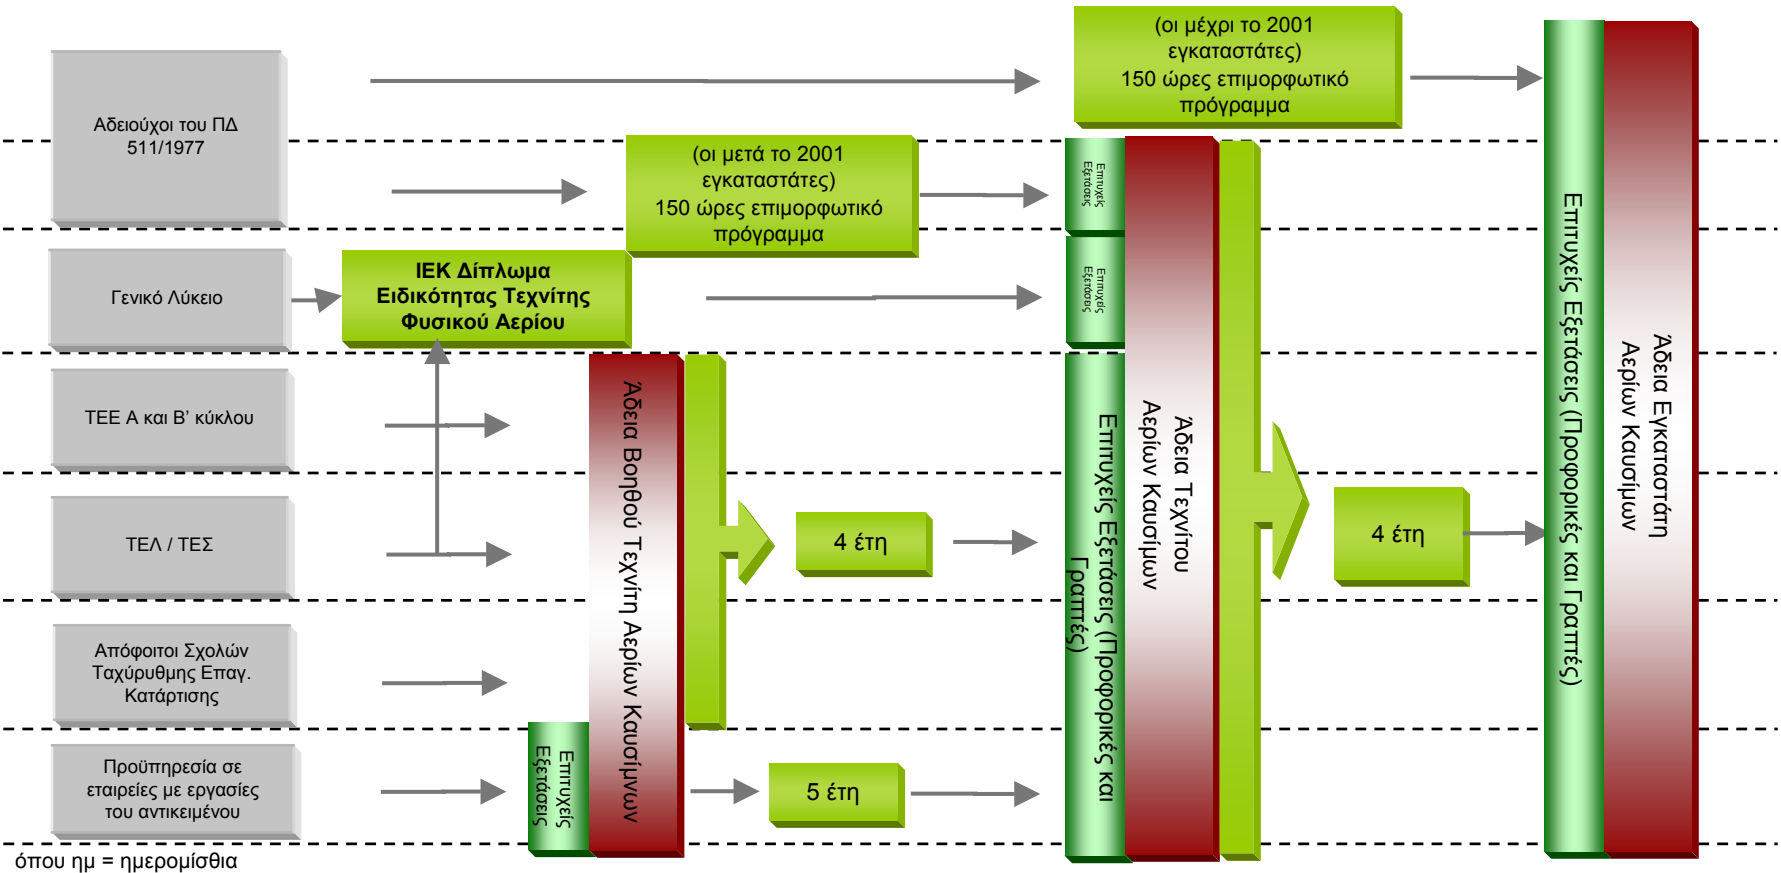 (οι μέχρι το 2001
εγκαταστάτες)
150 ώρες επιμορφωτικό
πρόγραμμα
Αδειούχοι του ΠΔ
511/1977
(οι μετά το 2001
εγκαταστάτες)
150 ώρες επιμορφωτικό
πρόγραμμα
Επιτυχείς
Εξετάσεις
Γενικό Λύκειο
ΙΕΚ Δίπλωμα
Ειδικότητας Τεχνίτης
Φυσικού Αερίου
Επιτυχείς
Εξετάσεις
ΤΕΕ Α και Β’ κύκλου
ΤΕΛ / ΤΕΣ
Απόφοιτοι Σχολών
Ταχύρυθμης Επαγ.
Κατάρτισης
Προϋπηρεσία σε
εταιρείες με εργασίες
του αντικειμένου
Επιτυχείς
Εξετάσεις
Άδεια Βοηθού Τεχνίτη Αερίων Καυσίμνων
4 έτη
5 έτη
Επιτυχείς Εξετάσεις (Προφορικές και
Γραπτές)
Άδεια Τεχνίτου
Αερίων Καυσίμων
4 έτη
Επιτυχείς Εξετάσεις (Προφορικές και Γραπτές)
Άδεια Εγκαταστάτη
Αερίων Καυσίμων
όπου ημ = ημερομίσθια